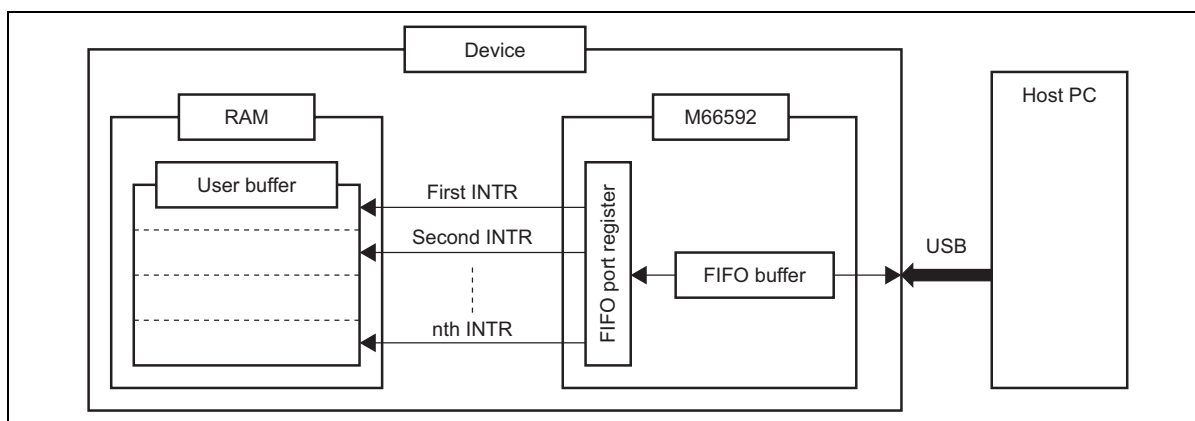 Device
Host PC
RAM
M66592
User buffer
First INTR
Second INTR
nth INTR
FIFO port register
FIFO buffer
USB